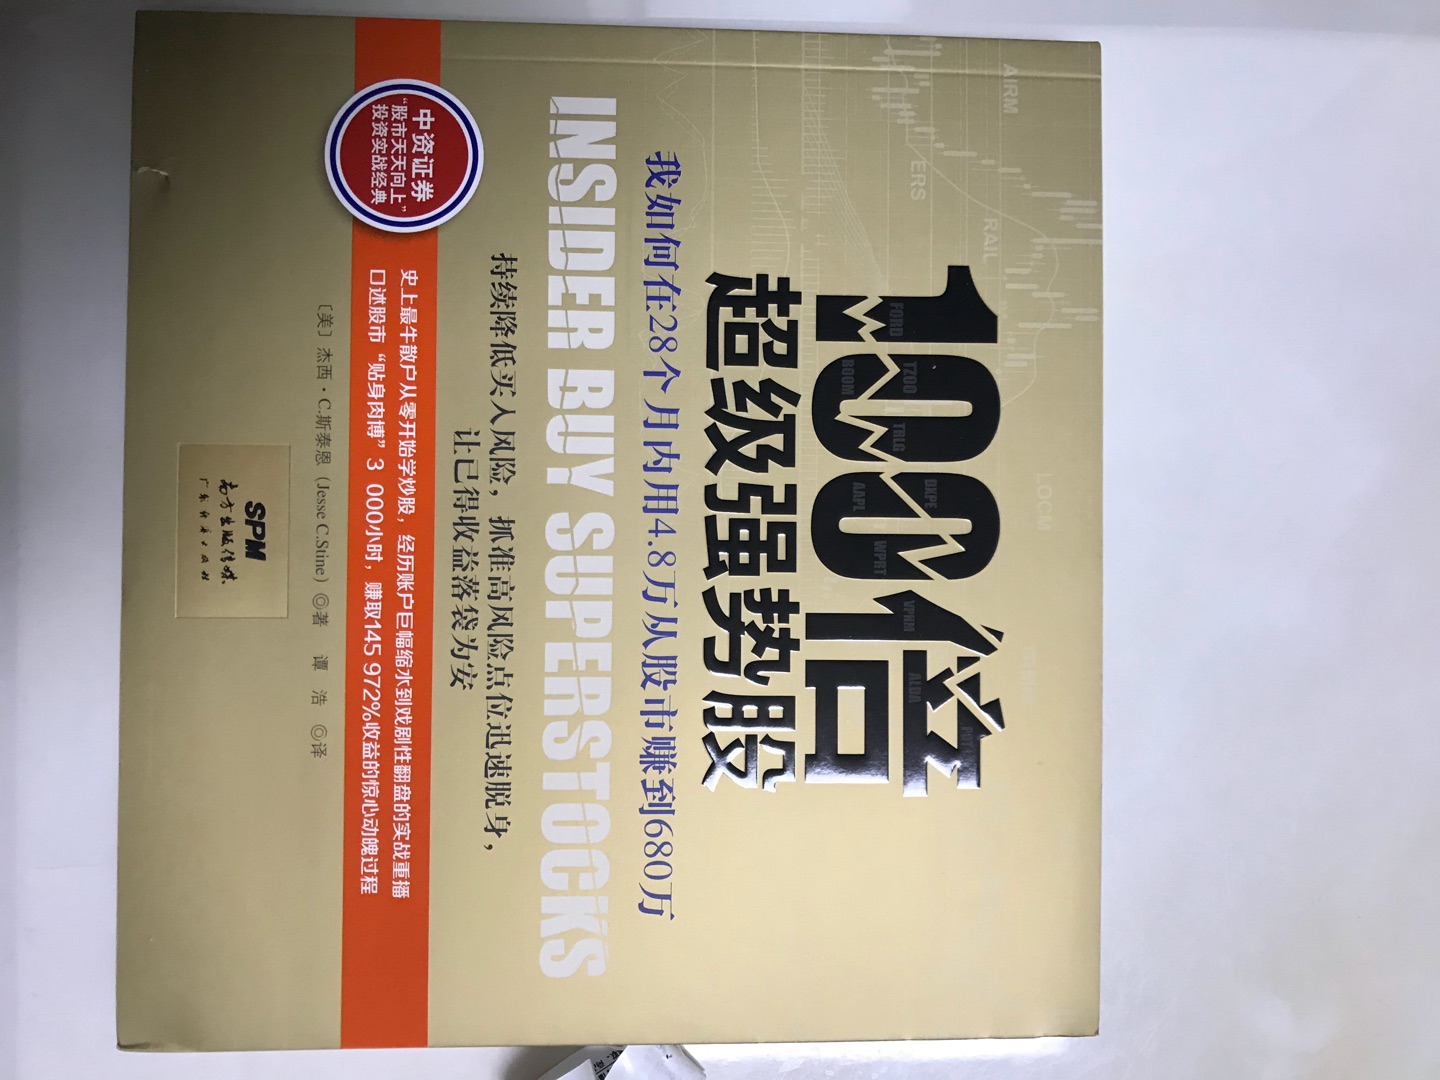 AIRM
ERS
RAIL
LOCM
100倍
FORD
TZOO
BOOM
TRLG
DXPE
AAPL
WPRT
VPHM
ALDA
超级强势股
我如何在28个月内用4.8万从股市赚到680万
INSIDER BUY SUPERSTOCKS
持续降低买入风险，抓准高风险点位迅速脱身，
让已得收益落袋为安
中资证券
“股市天天向上”
投资实战经典
史上最牛散户从零开始学炒股，经历账户巨幅缩水到戏剧性翻盘的实战重播
口述股市“贴身肉博”3 000小时，赚取145 972%收益的惊心动魄过程
〔美〕杰西·C.斯泰恩（Jesse C.Stine）◎著 谭 浩 ◎译
SPM
南方出版传媒
广东经济出版社